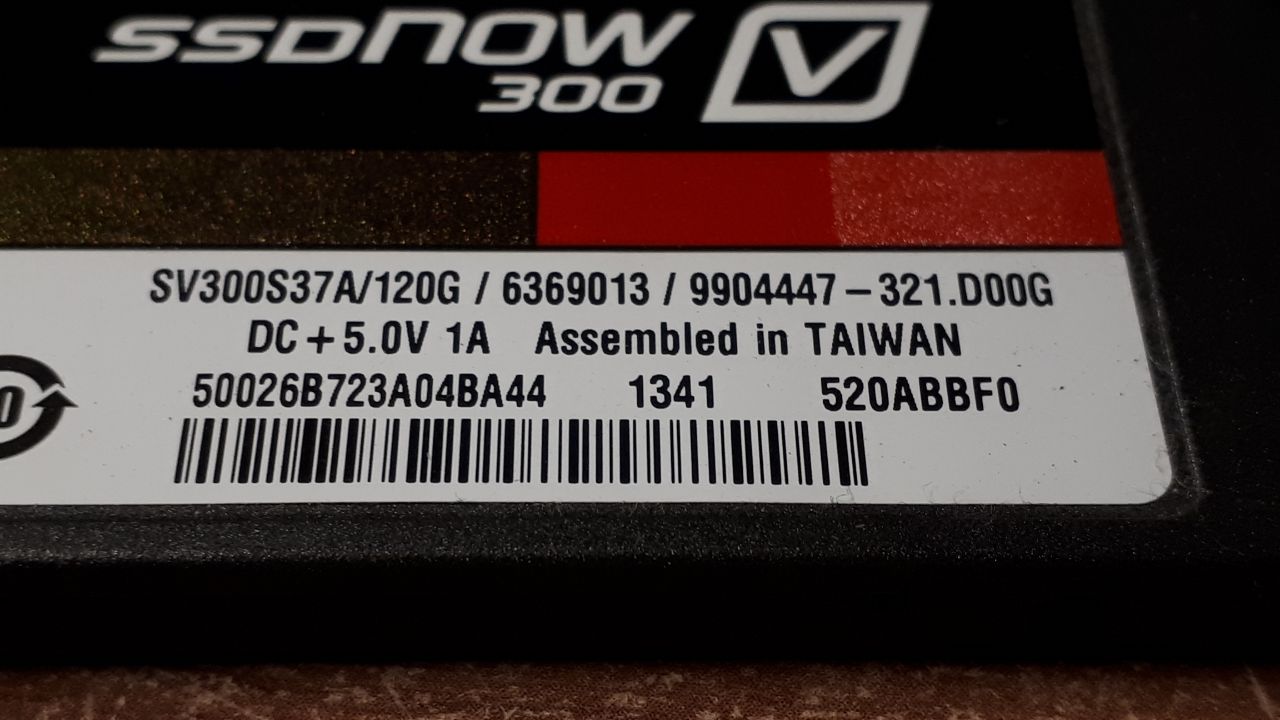 SSDNOW
300 V
SV300S37A/120G / 6369013 / 9904447–321.D00G
DC+5.0V 1A Assembled in TAIWAN
50026B723A04BA44 1341 520ABBF0